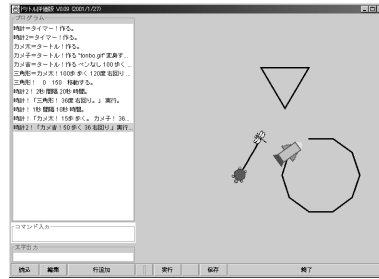 ドリトル評価版 V0.09 (2001/1/27)
プログラム
時計＝タイマー！作る。
時計2＝タイマー！作る。
カメ太＝タートル！作る。
カメ子＝タートル！作る "tonbo.gif" 変身す...
カメ吉＝タートル！作る ペンなし 100 歩く...
三角形＝カメ太！100歩 歩く 120度 右回り...
三角形！ 0 150 移動する。
時計2！ 2秒 間隔 20秒 時間。
時計！「三角形！ 36度 右回り。」 実行。
時計！ 1秒 間隔 10秒 時間。
時計！「カメ太！ 15歩 歩く。 カメ子！ 36...
時計2！「カメ吉！50 歩く 36 右回り」実行...
コマンド入力
文字出力
読込 編集 行追加 実行 保存 終了